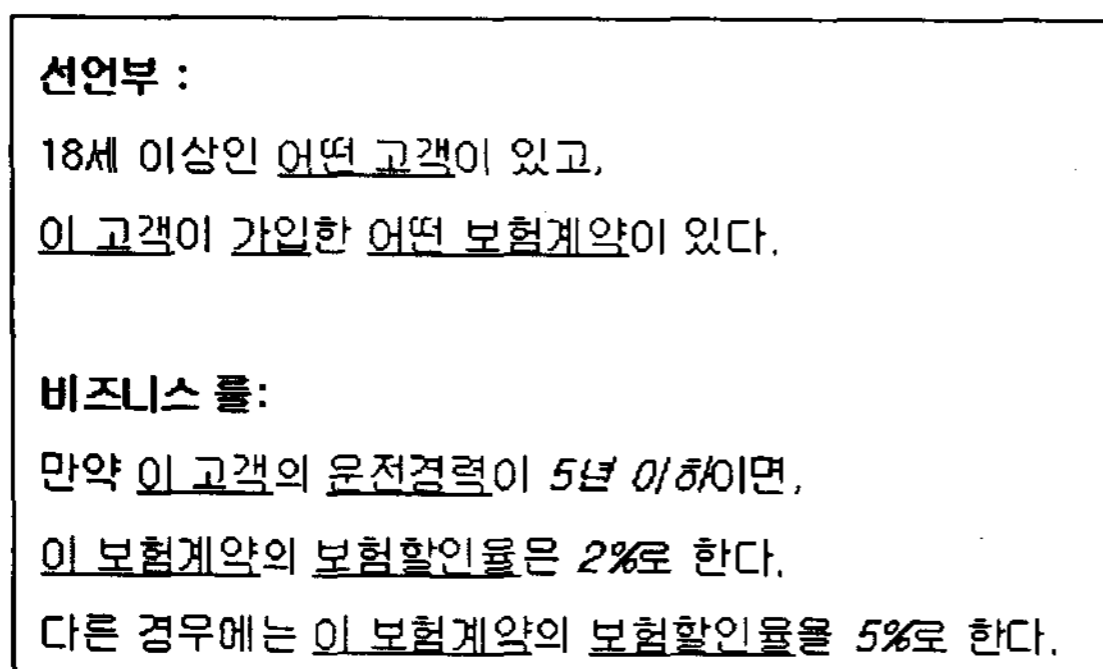 선언부 :
18세 이상인 어떤 고객이 있고,
이 고객이 가입한 어떤 보험계약이 있다.
비즈니스 룰:
만약 이 고객의 운전경력이 5년 이하이면,
이 보험계약의 보험할인율은 2%로 한다.
다른 경우에는 이 보험계약의 보험할인율을 5%로 한다.